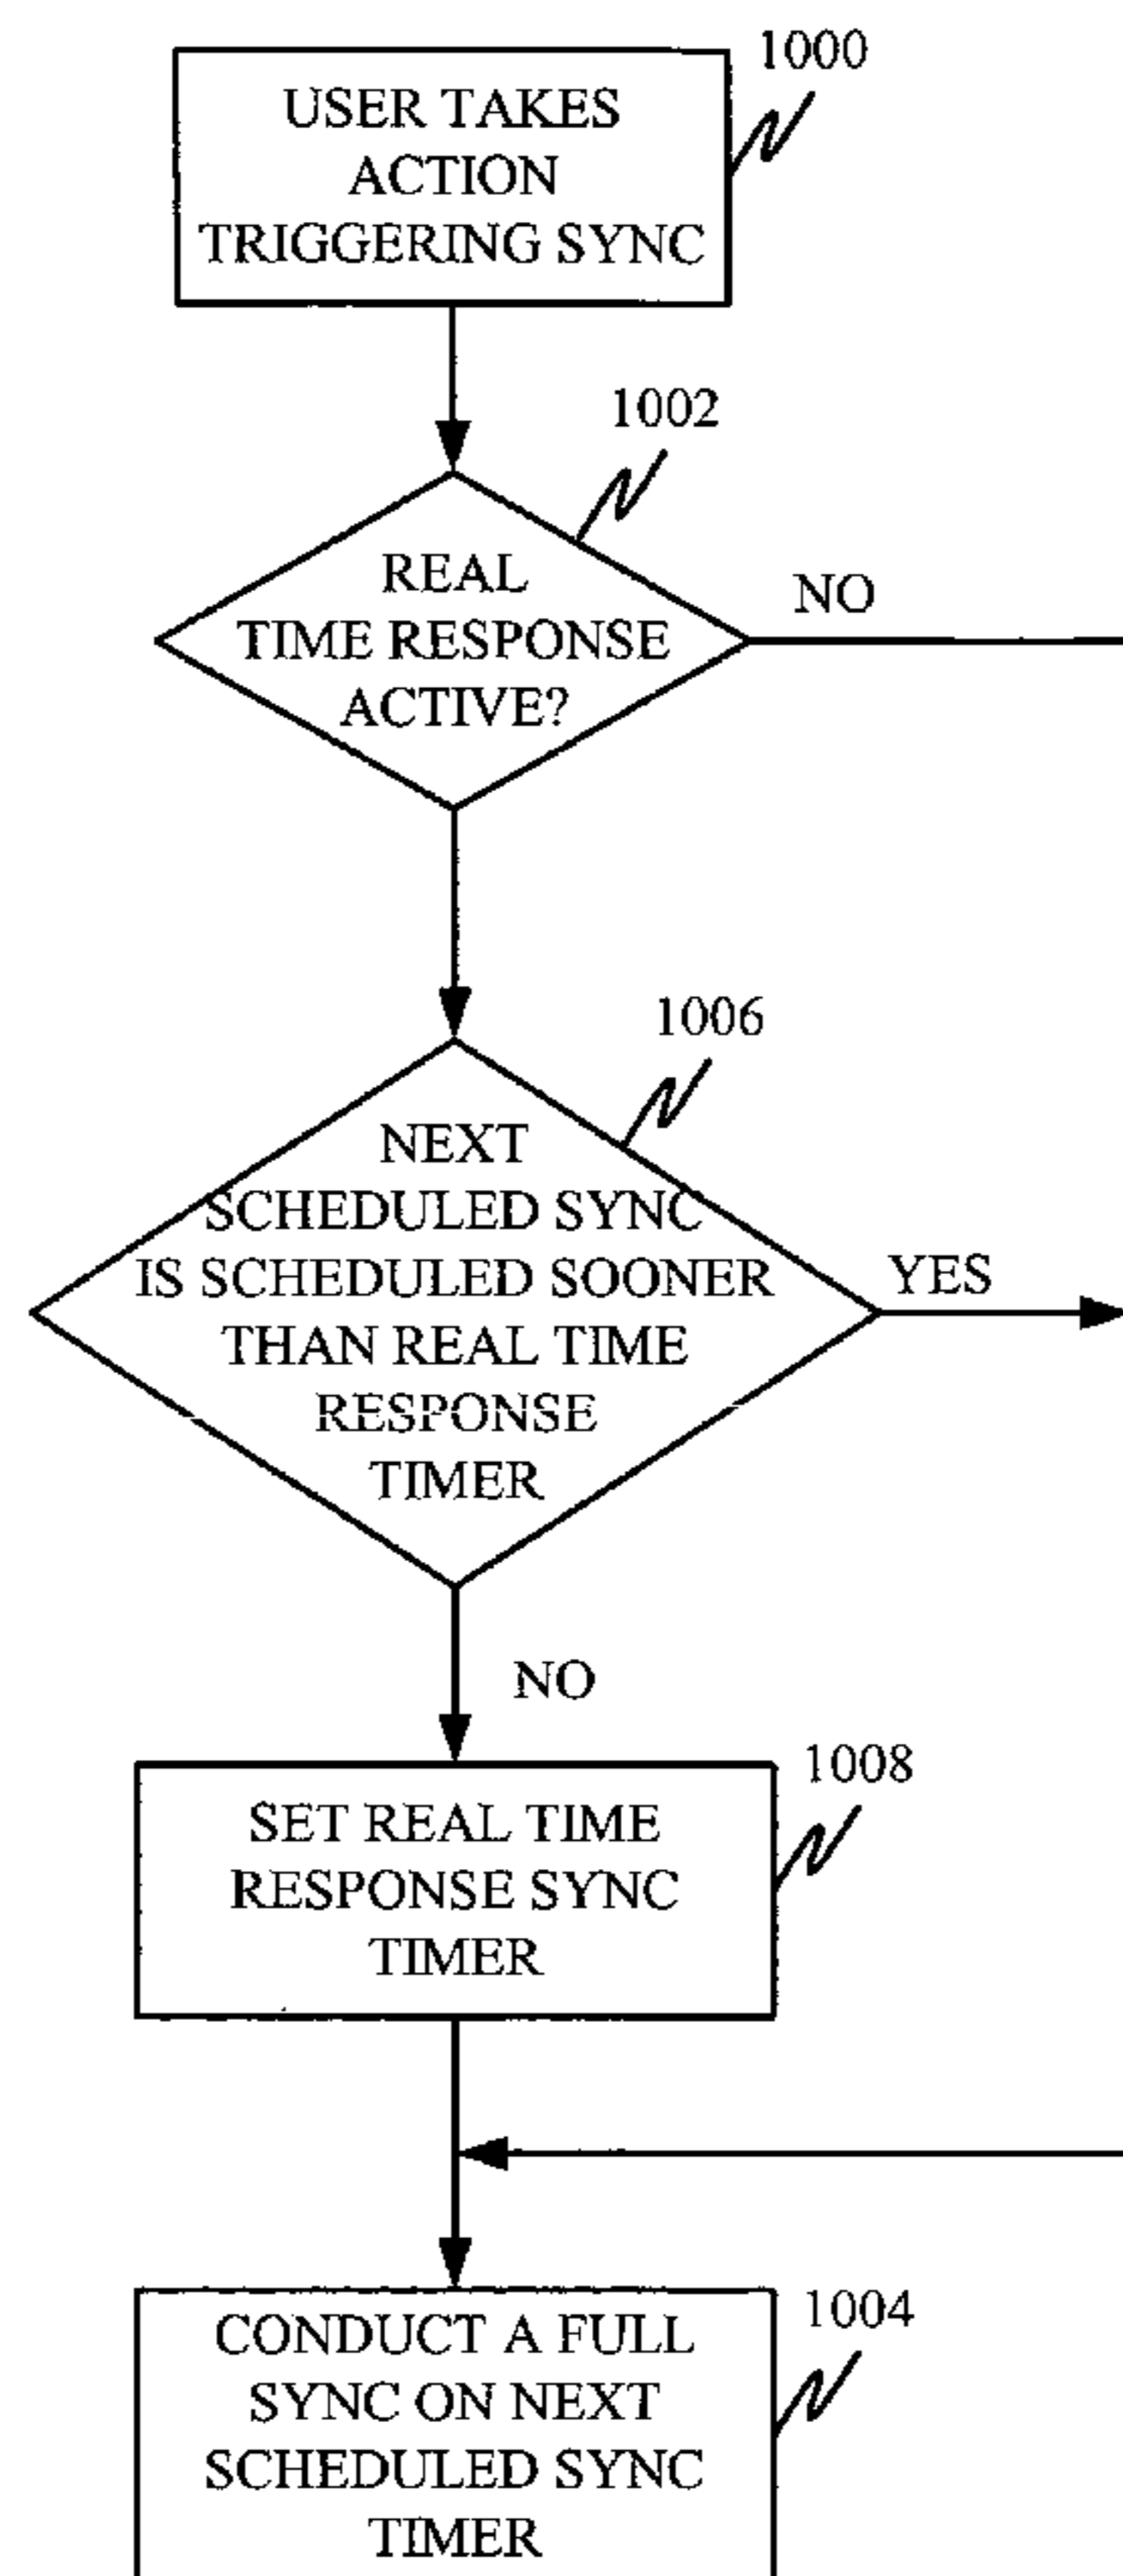 1000
USER TAKES
ACTION
TRIGGERING SYNC
1002
REAL
TIME RESPONSE
ACTIVE?
NO
1006
NEXT
SCHEDULED SYNC
IS SCHEDULED SOONER
THAN REAL TIME
RESPONSE
TIMER
YES
NO
1008
SET REAL TIME
RESPONSE SYNC
TIMER
1004
CONDUCT A FULL
SYNC ON NEXT
SCHEDULED SYNC
TIMER